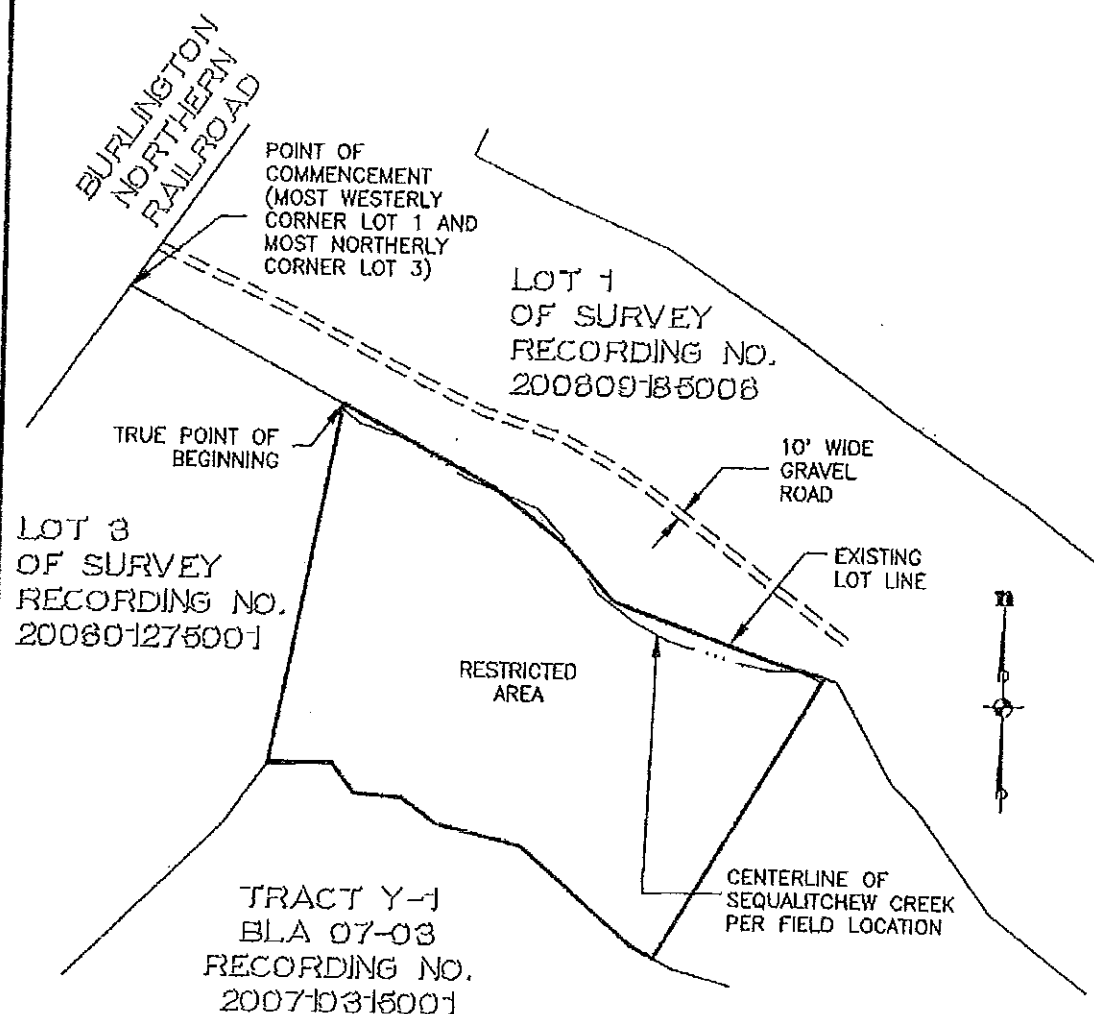 BURLINGTON
NORTHERN
RAILROAD
POINT OF
COMMENCEMENT
(MOST WESTERLY
CORNER LOT 1 AND
MOST NORTHERLY
CORNER LOT 3)
LOT 1
OF SURVEY
RECORDING NO.
200809185008
TRUE POINT OF
BEGINNING
10' WIDE
GRAVEL
ROAD
LOT 3
OF SURVEY
RECORDING NO.
200801275001
EXISTING
LOT LINE
n
RESTRICTED
AREA
CENTERLINE OF
SEQUALITCHEW CREEK
PER FIELD LOCATION
TRACT Y-1
BLA 07-03
RECORDING NO.
200710315001